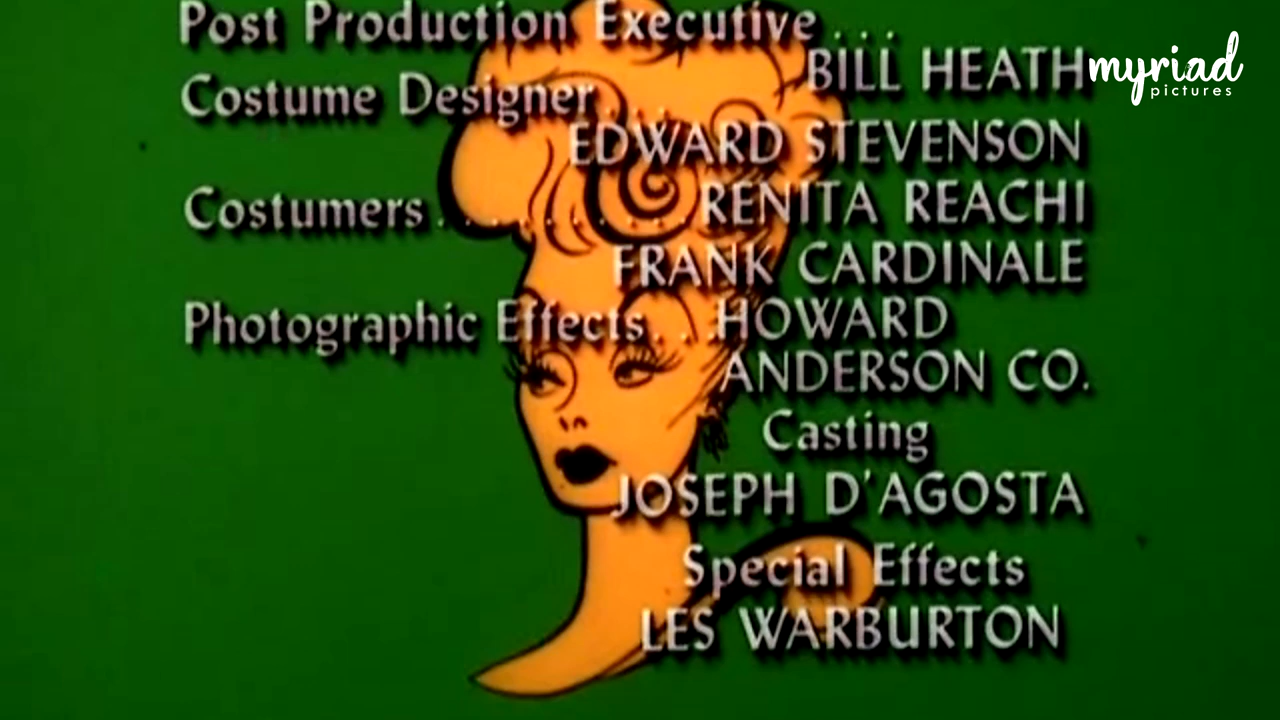 Post Production Executive . . .
BILL HEATH
myriad
pictures
Costume Designer . . .
EDWARD STEVENSON
Costumers . . . . . . . . . . RENITA REACHI
FRANK CARDINALE
Photographic Effects . . . HOWARD
ANDERSON CO.
Casting
JOSEPH D'AGOSTA
Special Effects
LES WARBURTON